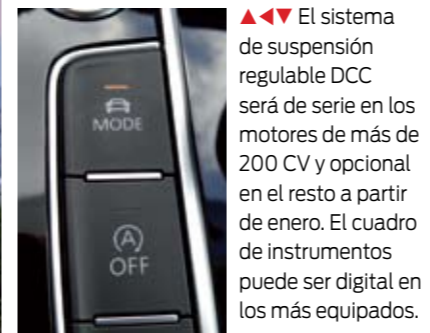 MODE
(A)
OFF
▲◀▼ El sistema
de suspensión
regulable DCC
será de serie en los
motores de más de
200 CV y opcional
en el resto a partir
de enero. El cuadro
de instrumentos
puede ser digital en
los más equipados.